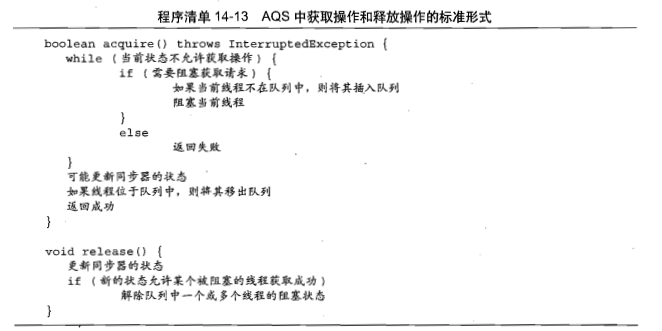 程序清单 14-13 AQS 中获取操作和释放操作的标准形式
boolean acquire() throws InterruptedException {
while (当前状态不允许获取操作) {
if (需要阻塞获取请求) {
如果当前线程不在队列中，则将其插入队列
阻塞当前线程
}
else
返回失败
}
可能更新同步器的状态
如果线程位于队列中，则将其移出队列
返回成功
}
void release() {
更新同步器的状态
if (新的状态允许某个被阻塞的线程获取成功)
解除队列中一个或多个线程的阻塞状态
}